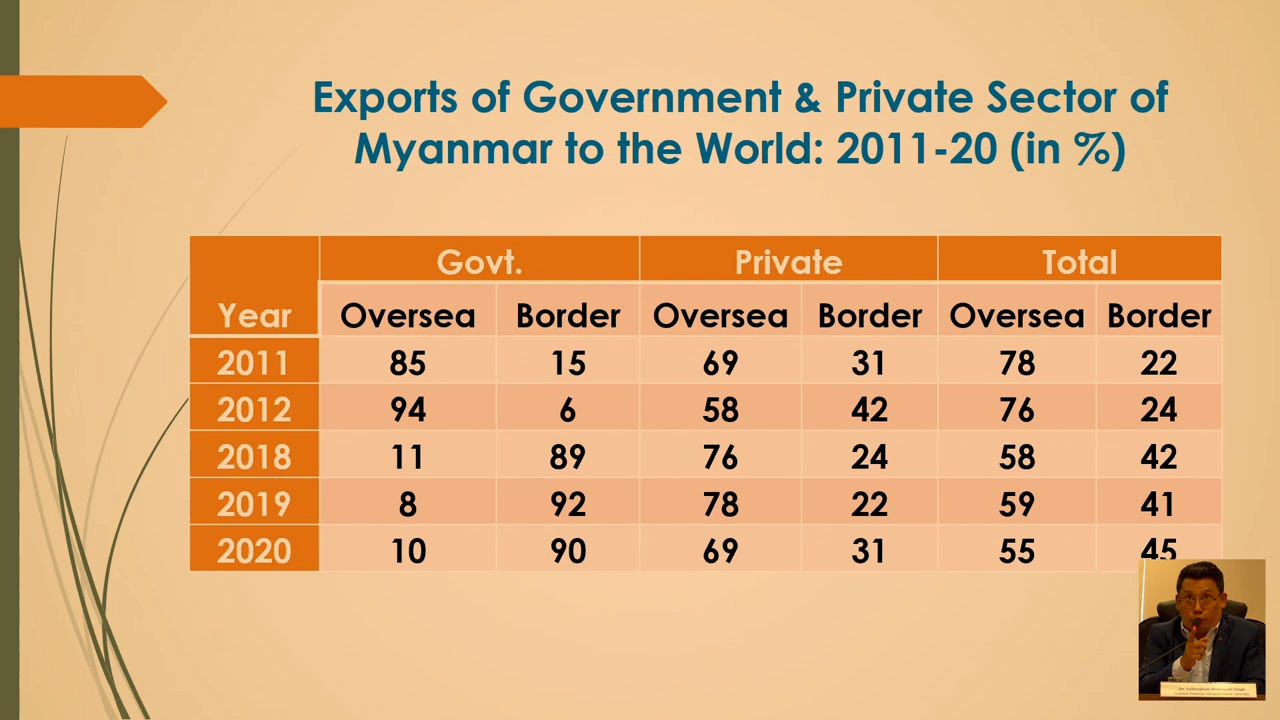 Exports of Government & Private Sector of
Myanmar to the World: 2011-20 (in %)
Year Govt. Private Total
Oversea Border Oversea Border Oversea Border
2011 85 15 69 31 78 22
2012 94 6 58 42 76 24
2018 11 89 76 24 58 42
2019 8 92 78 22 59 41
2020 10 90 69 31 55 45